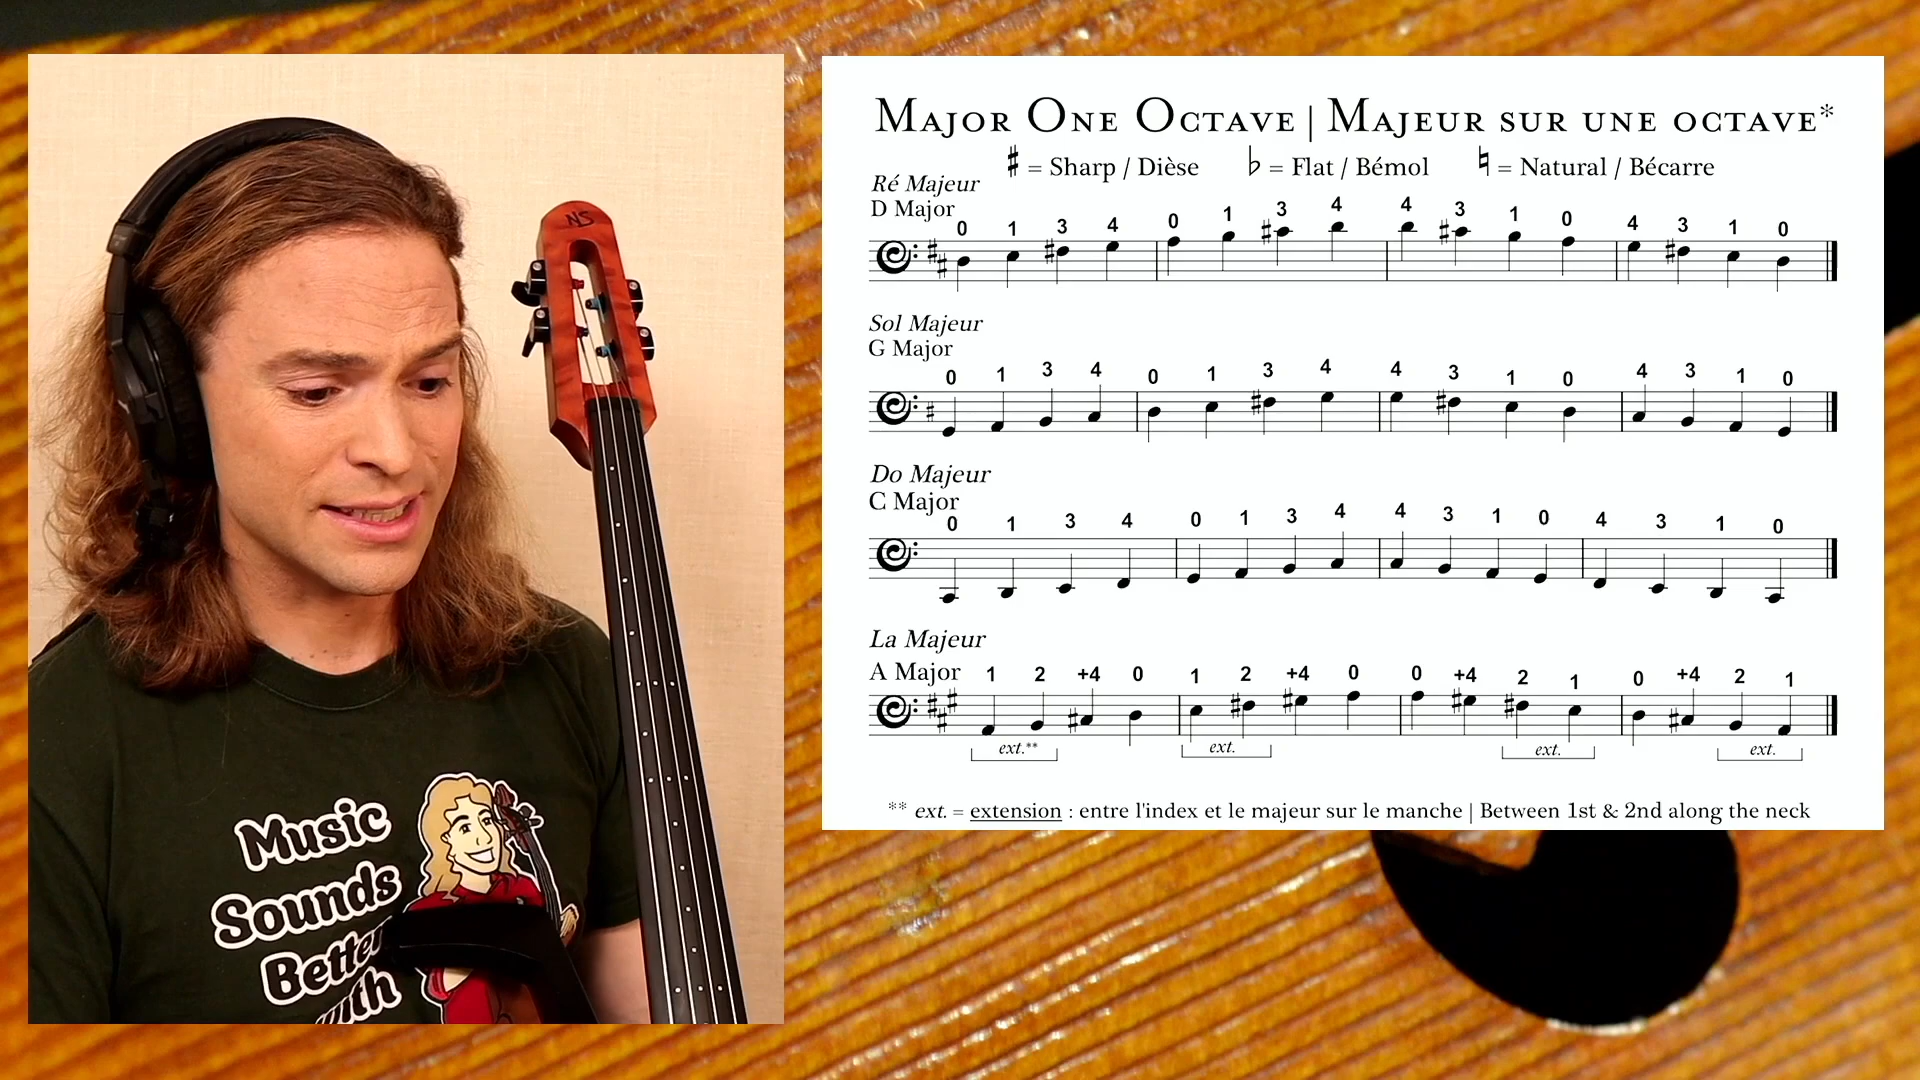 NS
Music
Sounds
Better
with
Major One Octave | Majeur sur une octave*
♯ = Sharp / Dièse ♭ = Flat / Bémol ♮ = Natural / Bécarre
Ré Majeur
D Major
0 1 3 4 0 1 3 4 4 3 1 0 4 3 1 0
Sol Majeur
G Major
0 1 3 4 0 1 3 4 4 3 1 0 4 3 1 0
Do Majeur
C Major
0 1 3 4 0 1 3 4 4 3 1 0 4 3 1 0
La Majeur
A Major
1 2 +4 0 1 2 +4 0 0 +4 2 1 0 +4 2 1
ext.** ext. ext. ext.
** ext. = extension : entre l'index et le majeur sur le manche | Between 1st & 2nd along the neck